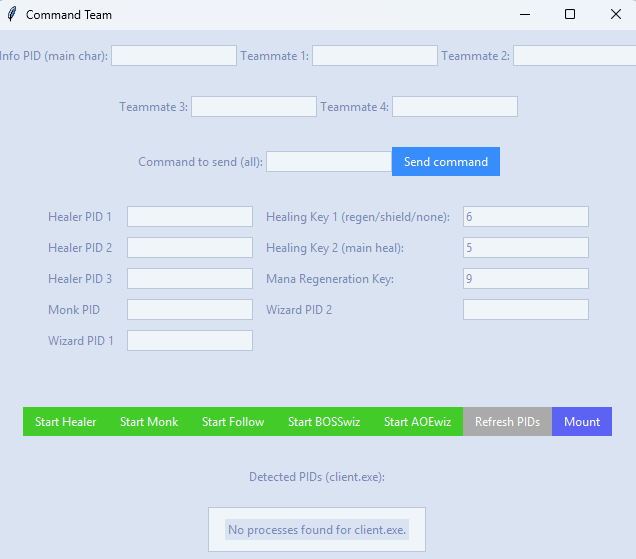 Command Team
Info PID (main char): Teammate 1: Teammate 2:
Teammate 3: Teammate 4:
Command to send (all): Send command
Healer PID 1 Healing Key 1 (regen/shield/none): 6
Healer PID 2 Healing Key 2 (main heal): 5
Healer PID 3 Mana Regeneration Key: 9
Monk PID Wizard PID 2
Wizard PID 1
Start Healer Start Monk Start Follow Start BOSSwiz Start AOEwiz Refresh PIDs Mount
Detected PIDs (client.exe):
No processes found for client.exe.